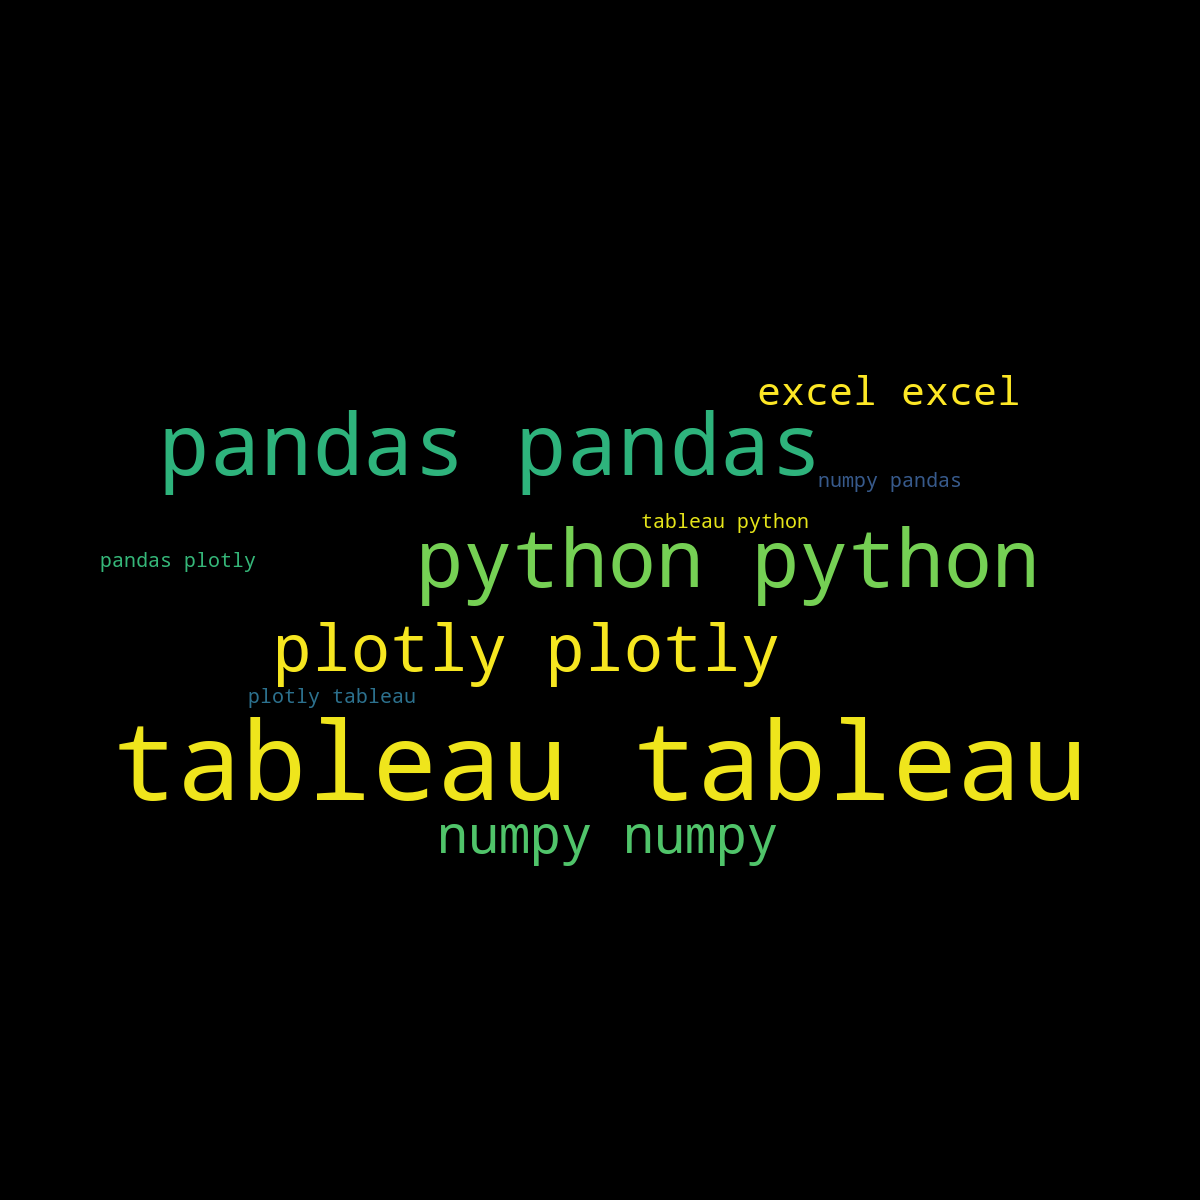 excel excel
pandas pandas
numpy pandas
tableau python
pandas plotly
python python
plotly plotly
plotly tableau
tableau tableau
numpy numpy